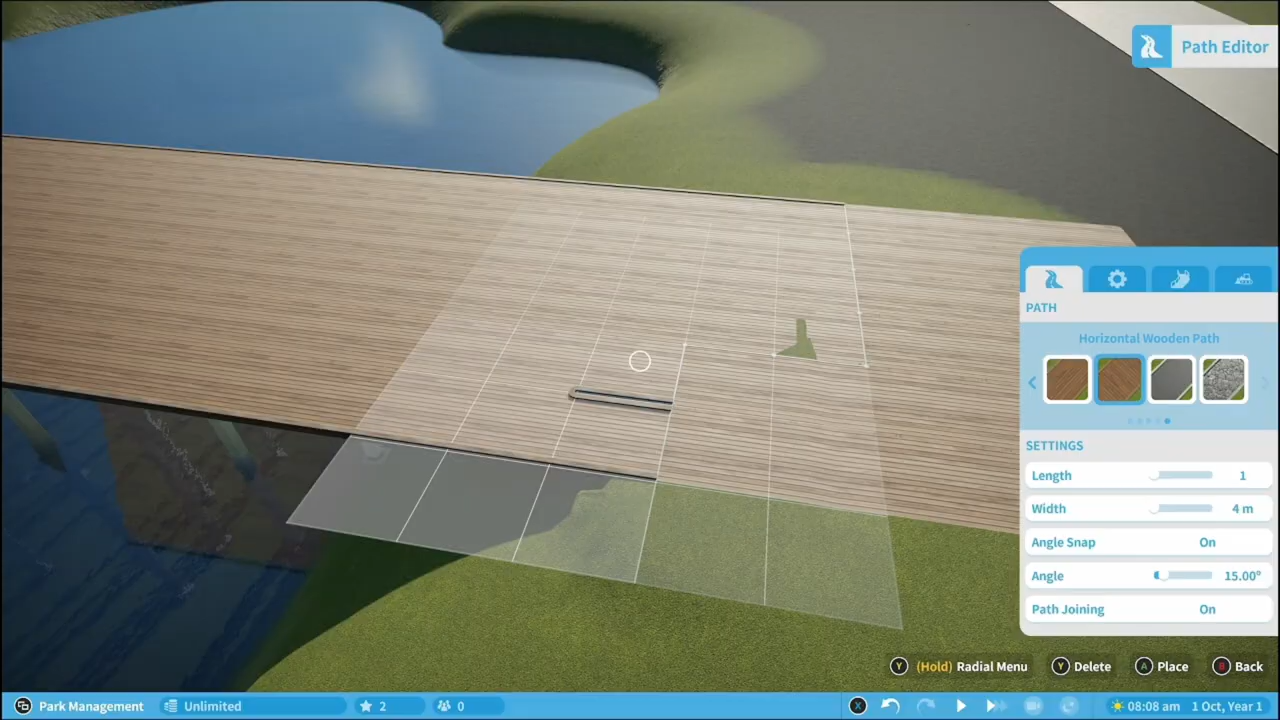 Path Editor
PATH
Horizontal Wooden Path
SETTINGS
Length 1
Width 4 m
Angle Snap On
Angle 15.00°
Path Joining On
Y (Hold) Radial Menu Y Delete A Place B Back
Park Management Unlimited 2 0 X 08:08 am 1 Oct, Year 1